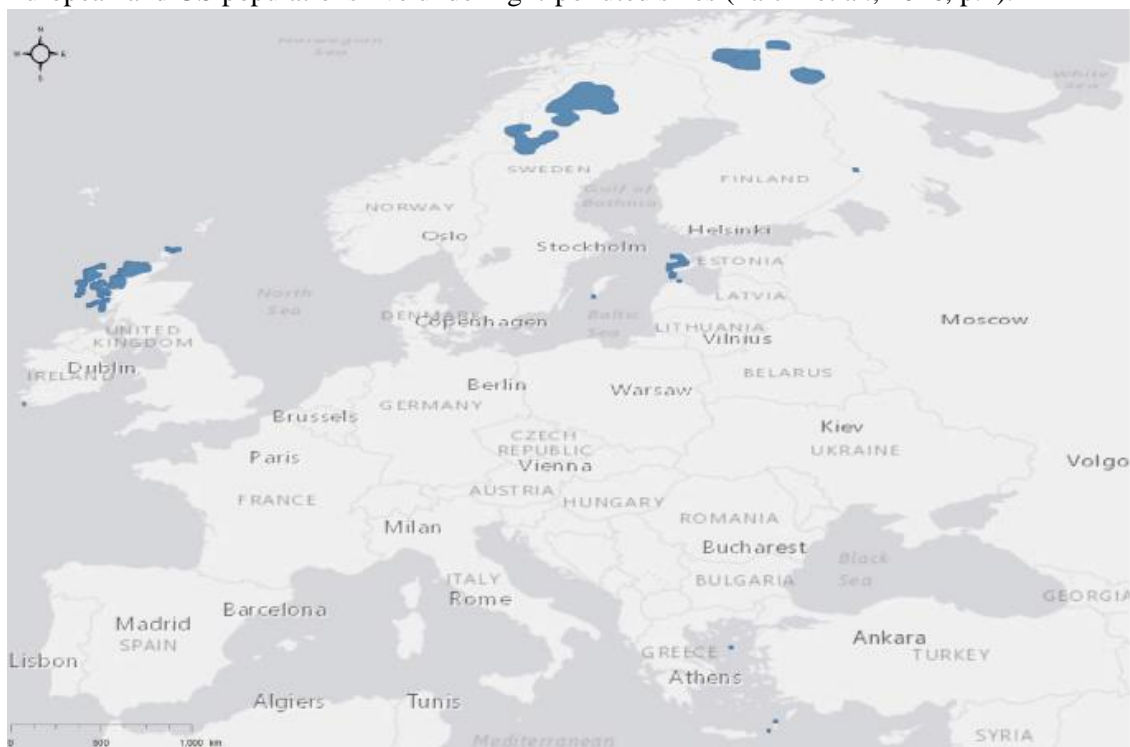 Norwegian
Sea
White
Sea
SWEDEN
FINLAND
Gulf of
Bothnia
NORWAY
Oslo
Helsinki
Stockholm
ESTONIA
North
Sea
LATVIA
DENMARK
Copenhagen
Baltic
Sea
LITHUANIA
Vilnius
Moscow
UNITED
KINGDOM
Dublin
IRELAND
BELARUS
Berlin
Warsaw
GERMANY
Brussels
Kiev
UKRAINE
CZECH
REPUBLIC
Vienna
Paris
Volgo
AUSTRIA
HUNGARY
FRANCE
Milan
ROMANIA
Bucharest
Black
Sea
ITALY
Rome
BULGARIA
GEORGIA
Barcelona
Madrid
SPAIN
Ankara
TURKEY
GREECE
Athens
Lisbon
Algiers
Tunis
SYRIA
Mediterranean
0 500 1,000 km